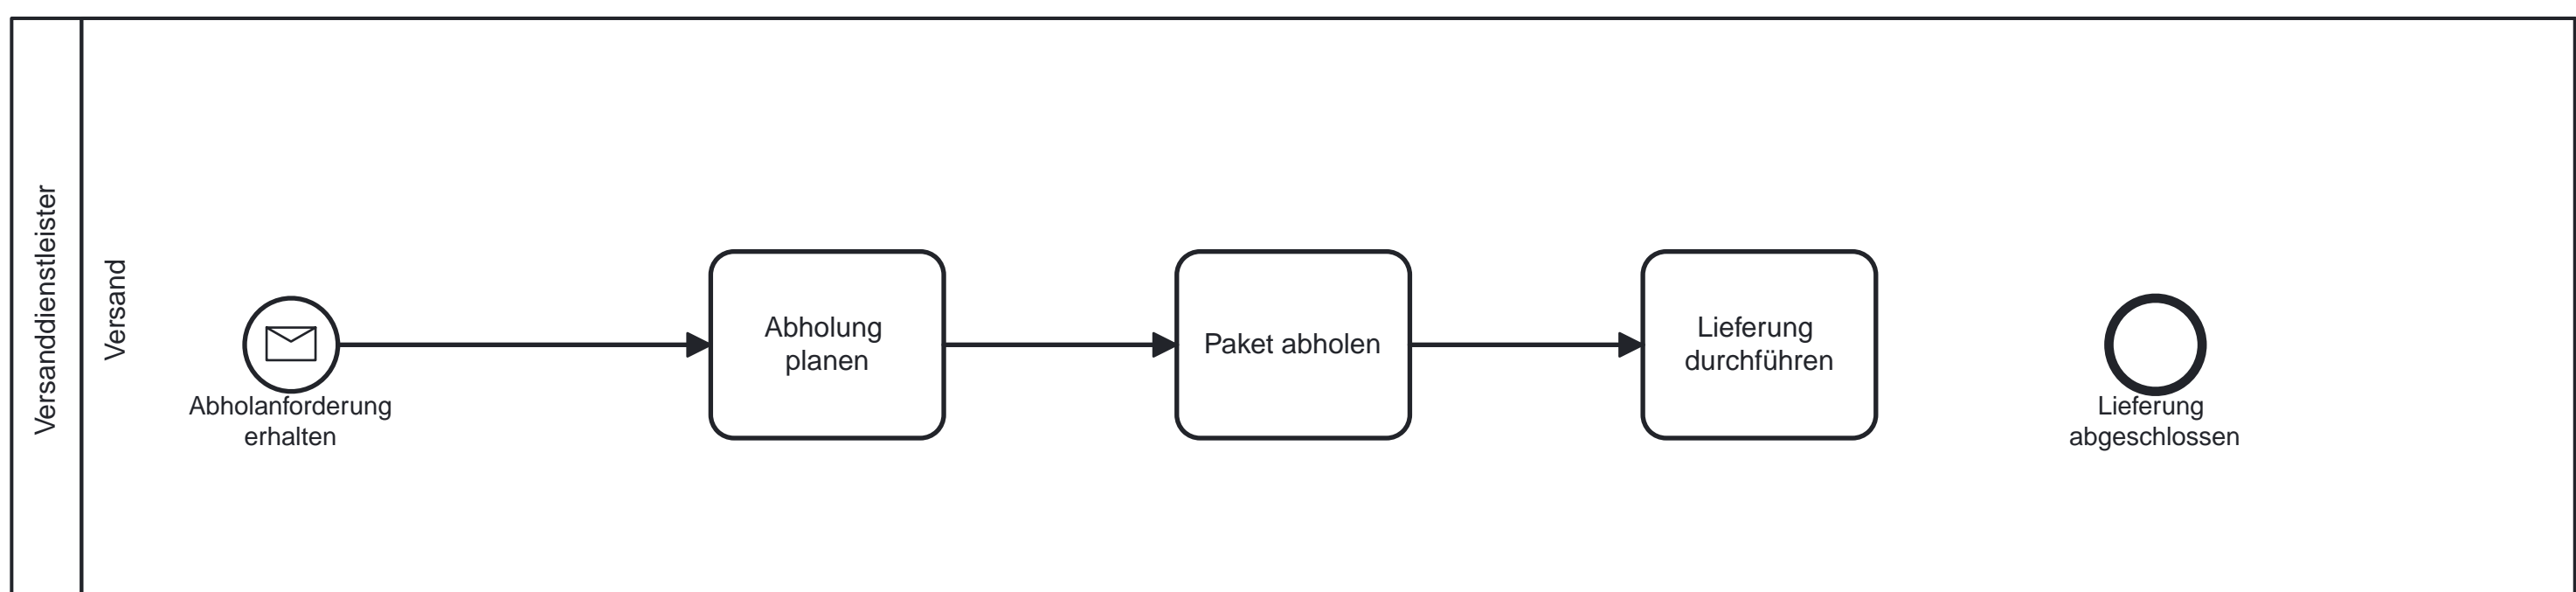 Versanddienstleister
Versand
Abholanforderung
erhalten
Abholung
planen
Paket abholen
Lieferung
durchführen
Lieferung
abgeschlossen